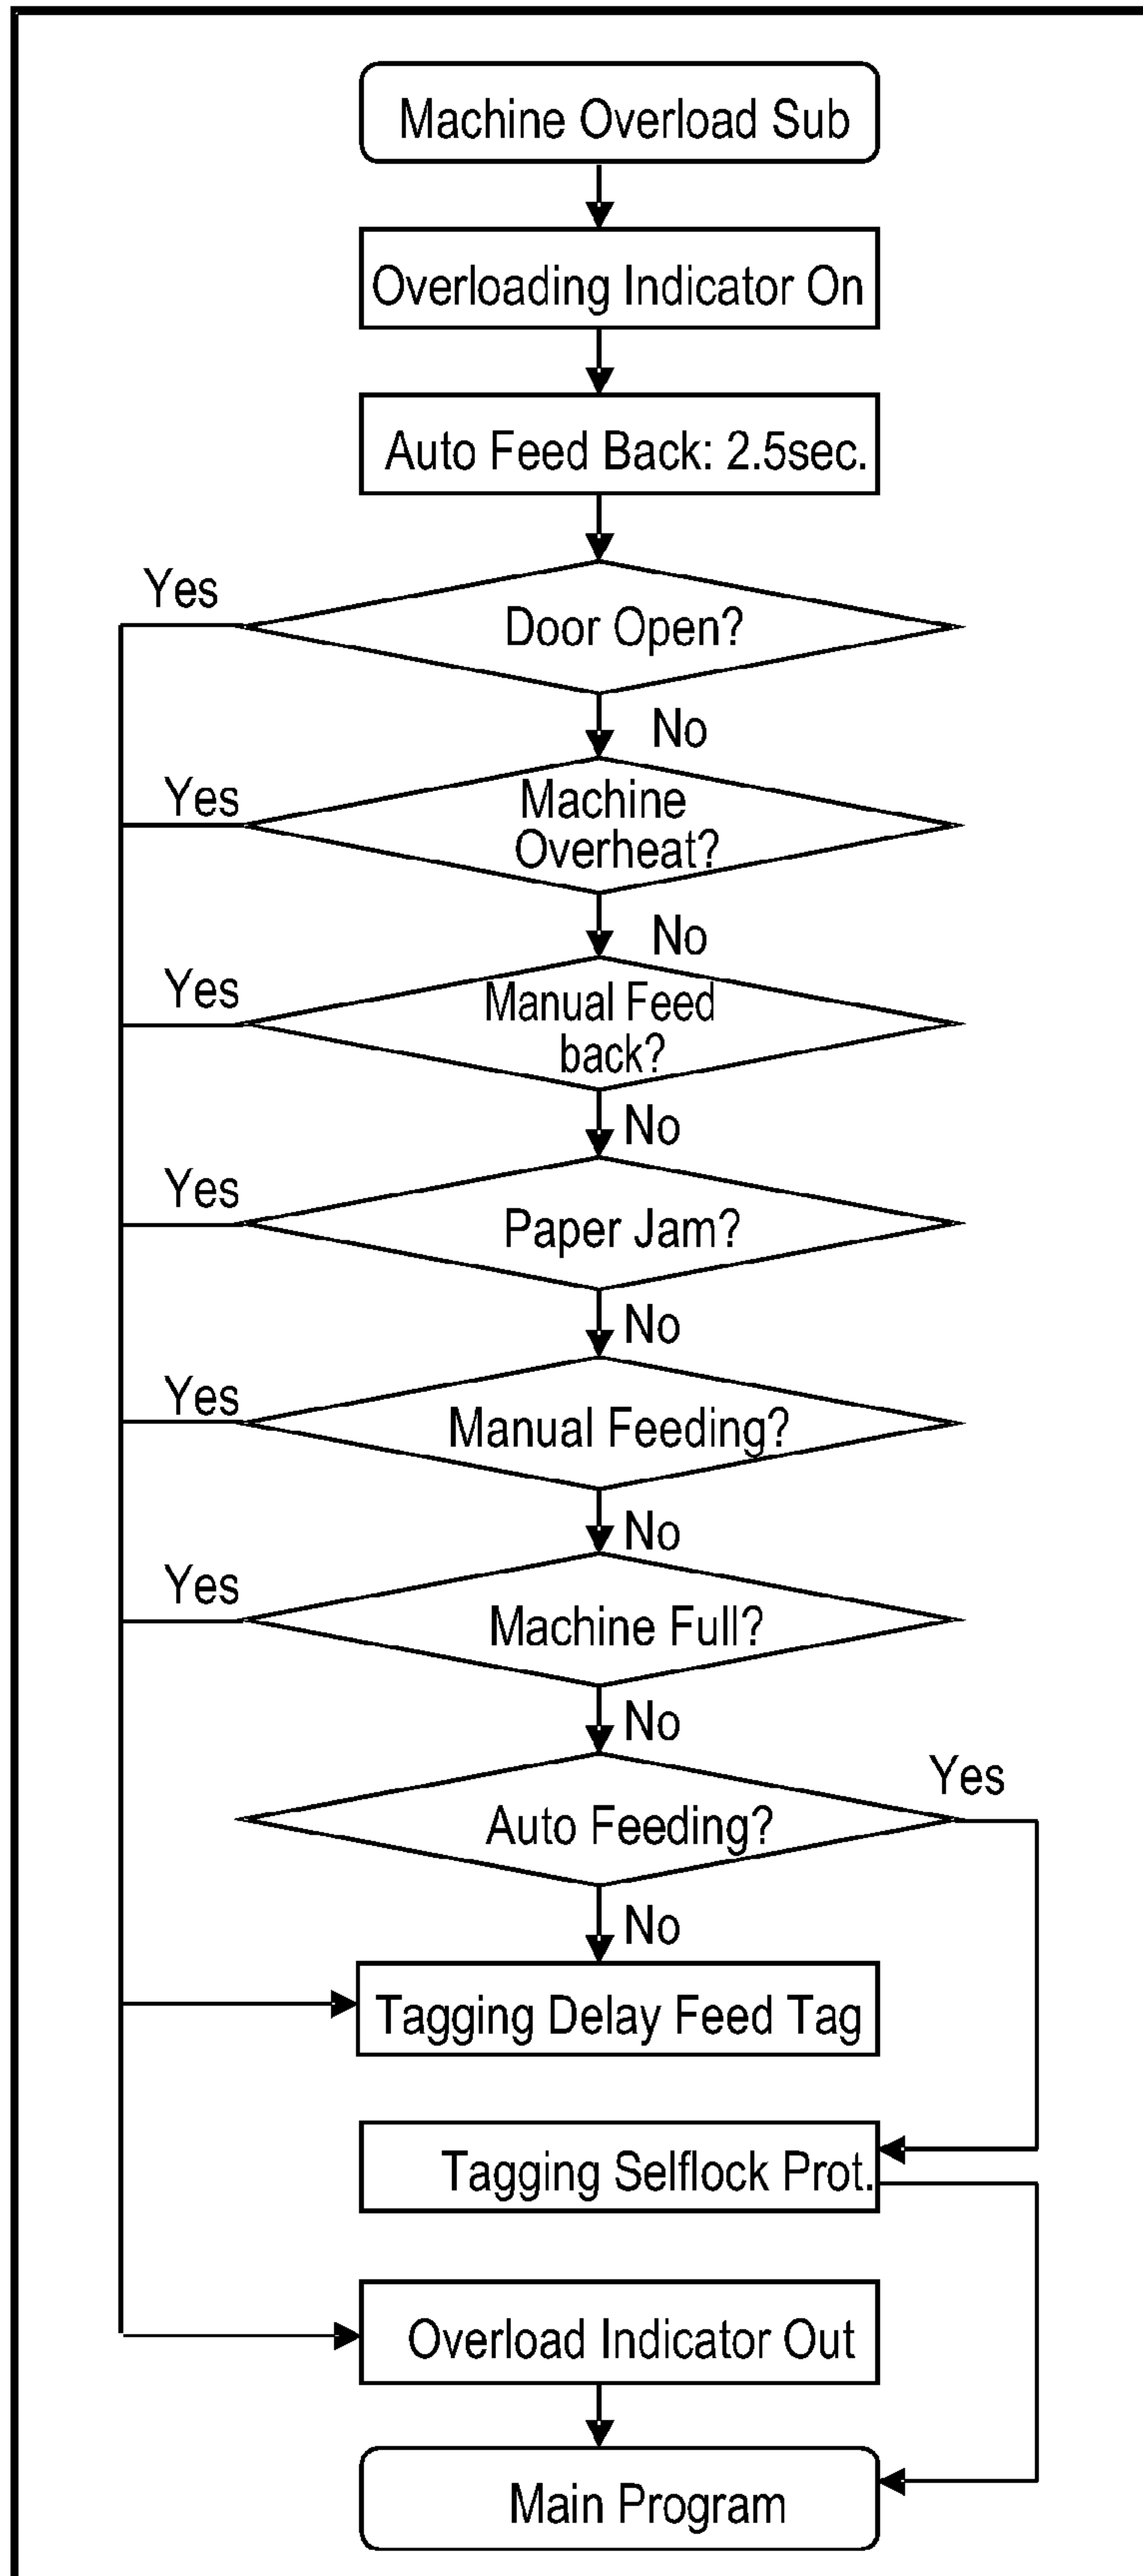 Machine Overload Sub
Overloading Indicator On
Auto Feed Back: 2.5sec.
Yes
Door Open?
No
Yes
Machine
Overheat?
No
Yes
Manual Feed
back?
No
Yes
Paper Jam?
No
Yes
Manual Feeding?
No
Yes
Machine Full?
No
Yes
Auto Feeding?
No
Tagging Delay Feed Tag
Tagging Selflock Prot.
Overload Indicator Out
Main Program